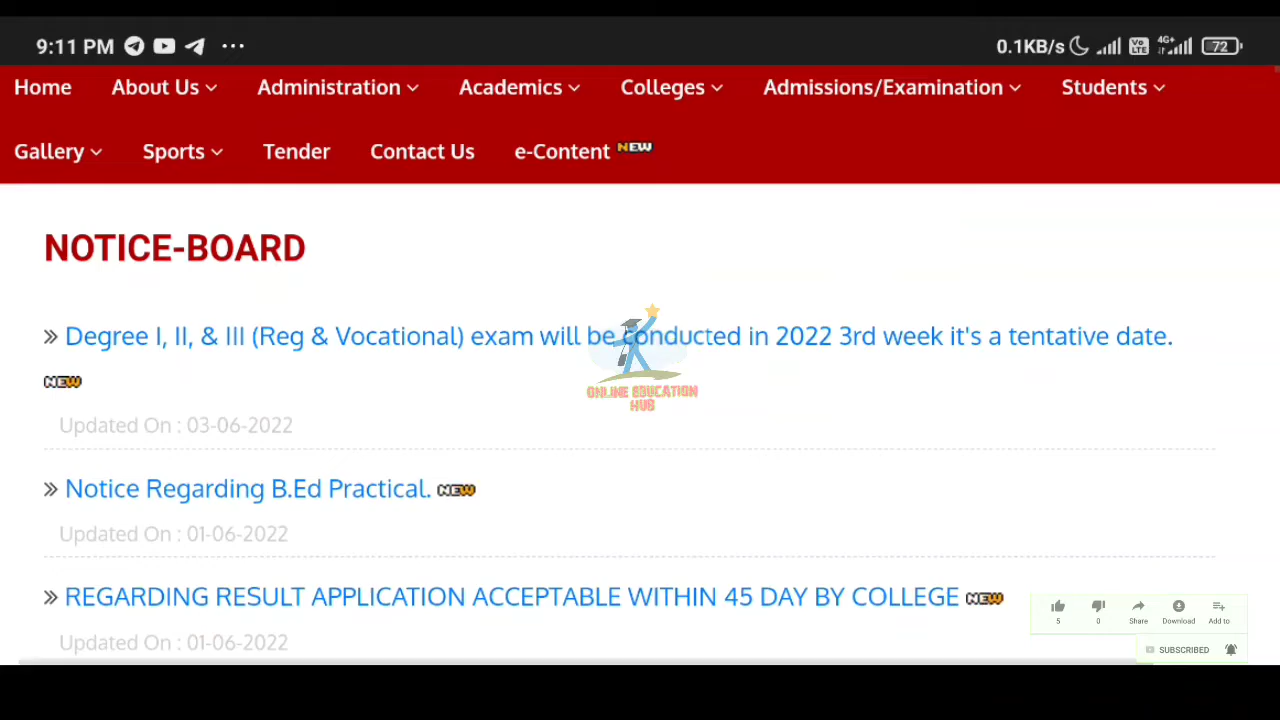 9:11 PM ... 0.1KB/s Vo LTE 4G+ 72
Home About Us Administration Academics Colleges Admissions/Examination Students
Gallery Sports Tender Contact Us e-Content NEW
NOTICE-BOARD
» Degree I, II, & III (Reg & Vocational) exam will be conducted in 2022 3rd week it's a tentative date.
NEW
Updated On : 03-06-2022
ONLINE EDUCATION
HUB
» Notice Regarding B.Ed Practical. NEW
Updated On : 01-06-2022
» REGARDING RESULT APPLICATION ACCEPTABLE WITHIN 45 DAY BY COLLEGE NEW
Updated On : 01-06-2022
5 0 Share Download Add to
SUBSCRIBED